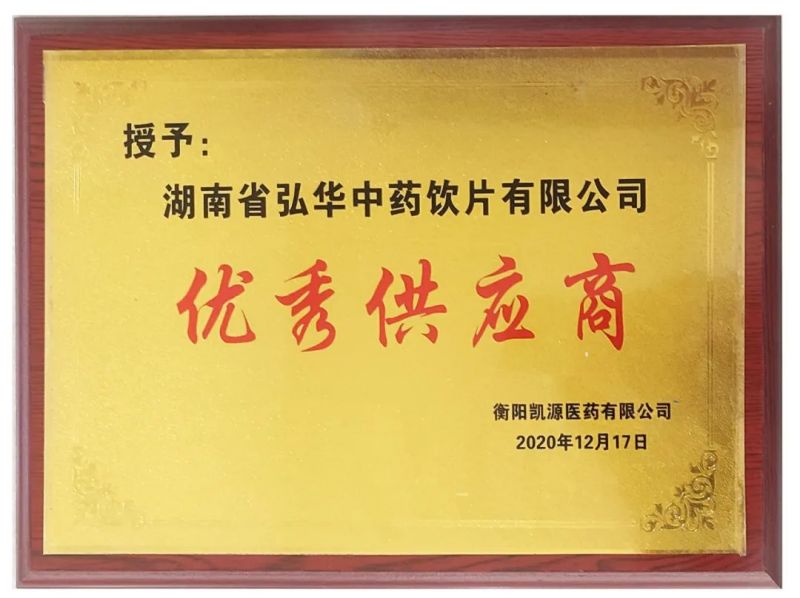 授予：
湖南省弘华中药饮片有限公司
优秀供应商
衡阳凯源医药有限公司
2020年12月17日